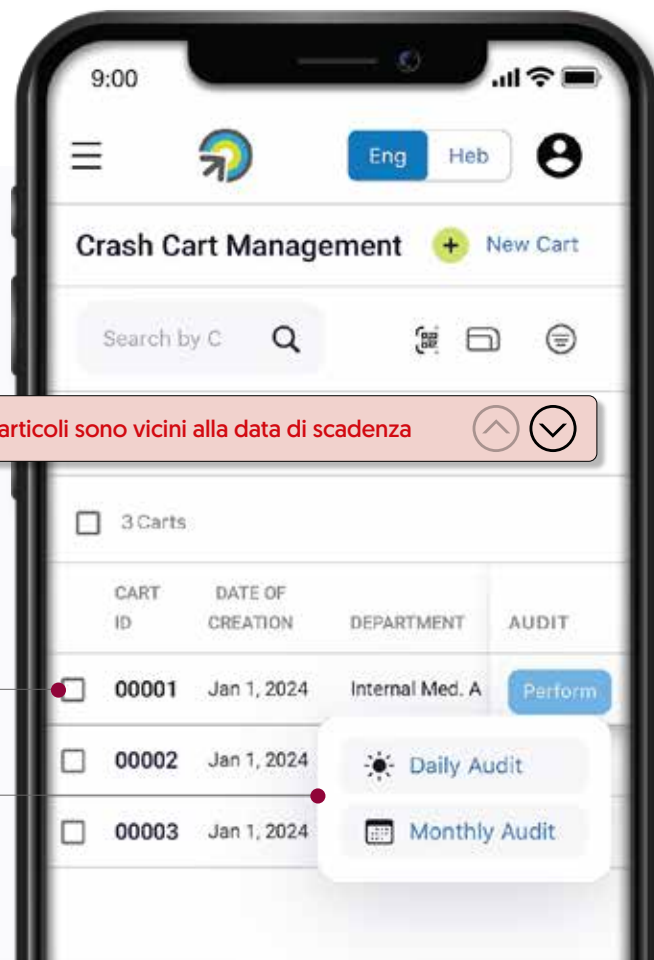 9:00
Eng Heb
Crash Cart Management + New Cart
Search by C
articoli sono vicini alla data di scadenza
3 Carts
CART ID DATE OF CREATION DEPARTMENT AUDIT
00001 Jan 1, 2024 Internal Med. A Perform
00002 Jan 1, 2024 Daily Audit
00003 Jan 1, 2024 Monthly Audit